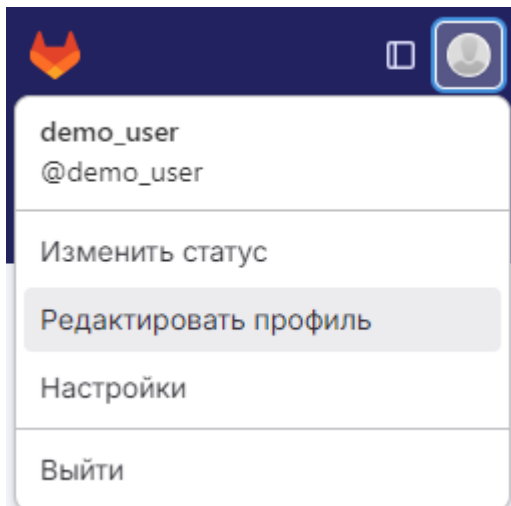 demo_user
@demo_user
Изменить статус
Редактировать профиль
Настройки
Выйти